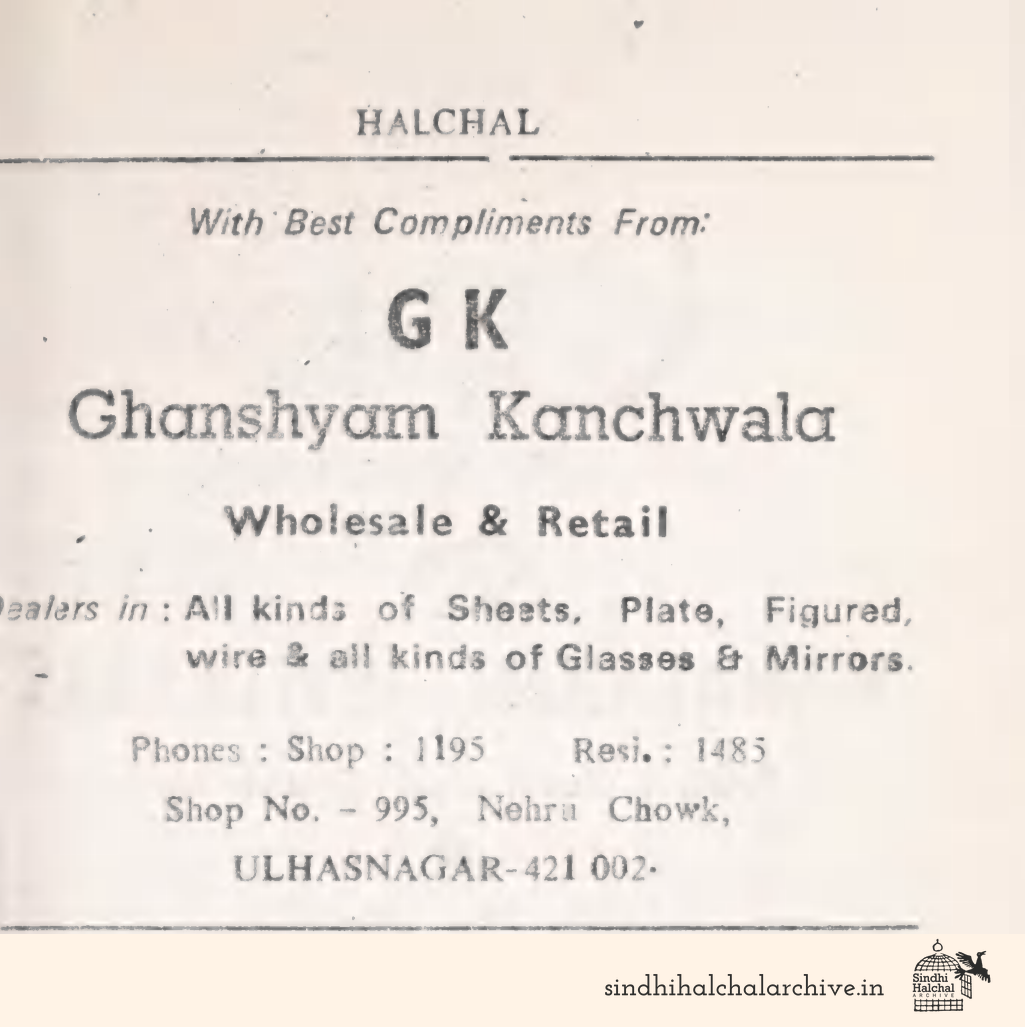 HALCHAL
With Best Compliments From:
G K
Ghanshyam Kanchwala
Wholesale & Retail
Dealers in : All kinds of Sheets, Plate, Figured,
wire & all kinds of Glasses & Mirrors.
Phones : Shop : 1195 Resi. : 1485
Shop No. - 995, Nehru Chowk,
ULHASNAGAR-421 002.
sindhihalchalarchive.in
Sindhi
Halchal
ARCHIVE